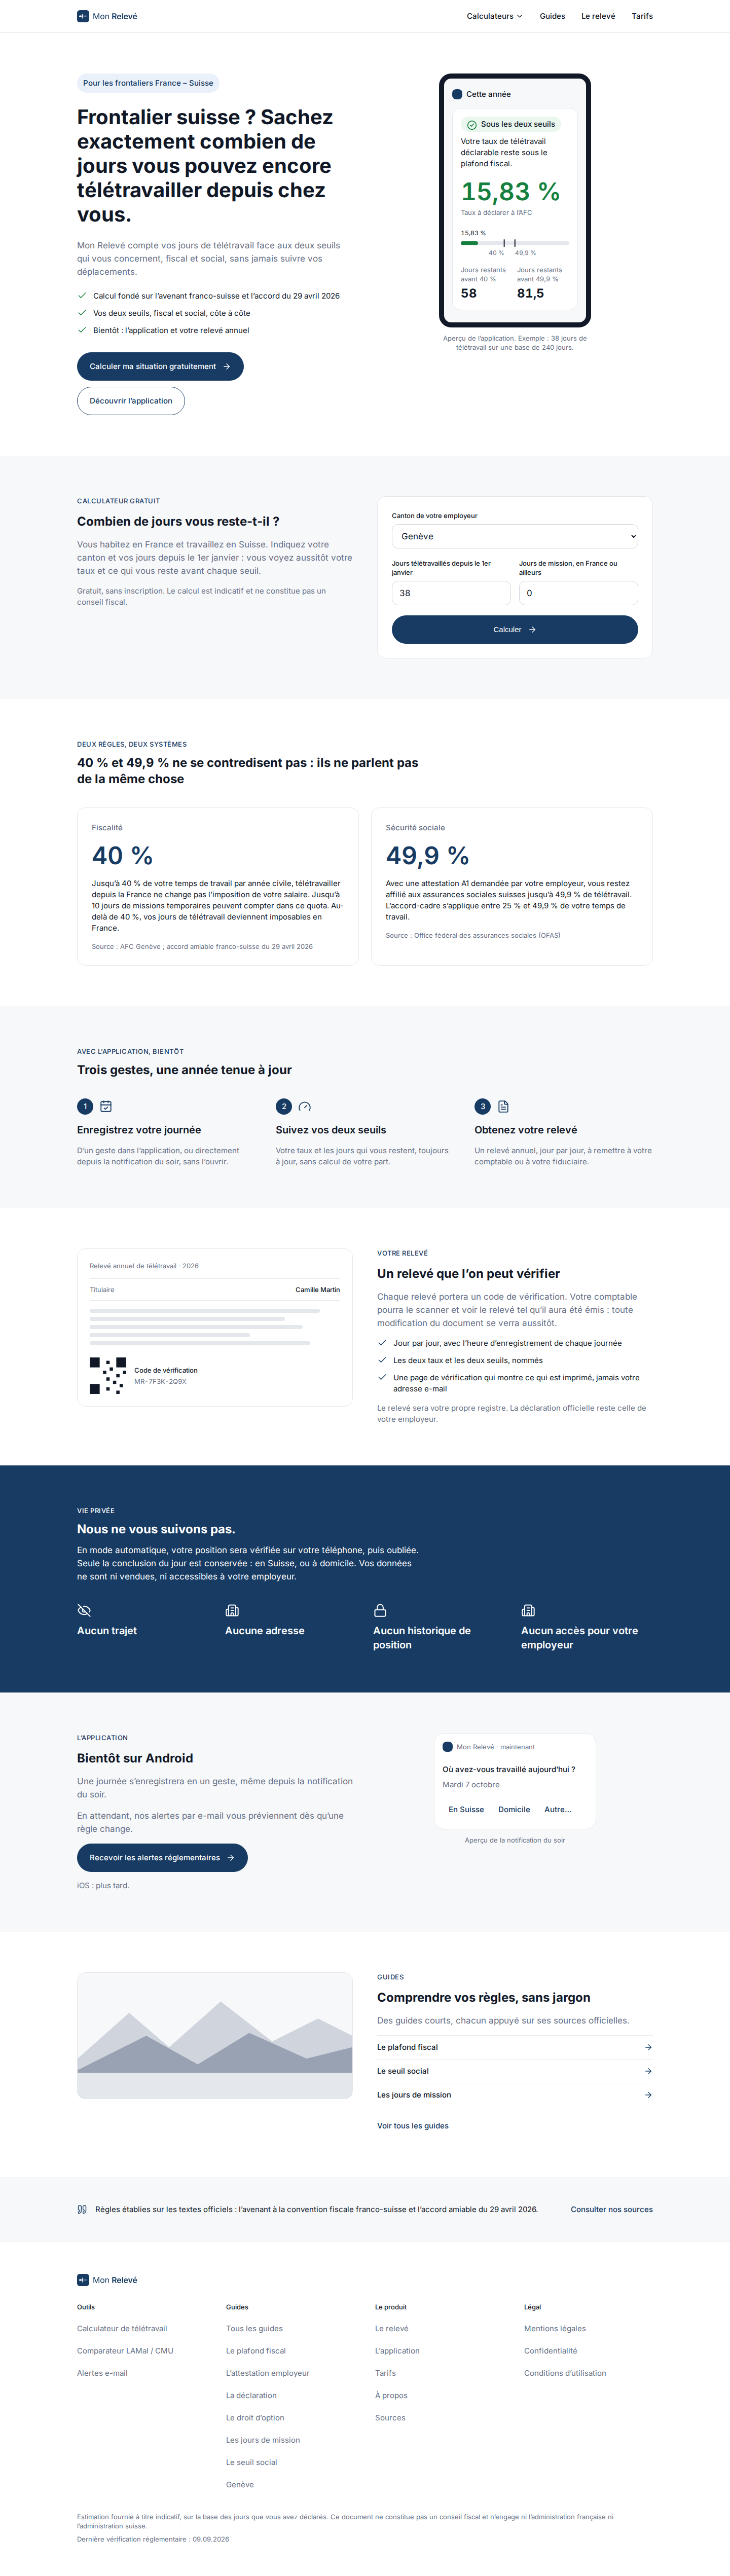 Mon Relevé
Calculateurs
Guides
Le relevé
Tarifs
Pour les frontaliers France – Suisse
Frontalier suisse ? Sachez
exactement combien de
jours vous pouvez encore
télétravailler depuis chez
vous.
Mon Relevé compte vos jours de télétravail face aux deux seuils
qui vous concernent, fiscal et social, sans jamais suivre vos
déplacements.
Calcul fondé sur l'avenant franco-suisse et l'accord du 29 avril 2026
Vos deux seuils, fiscal et social, côte à côte
Bientôt : l'application et votre relevé annuel
Calculer ma situation gratuitement
Découvrir l'application
Cette année
Sous les deux seuils
Votre taux de télétravail
déclarable reste sous le
plafond fiscal.
15,83 %
Taux à déclarer à l'AFC
15,83 %
40 %
49,9 %
Jours restants
avant 40 %
58
Jours restants
avant 49,9 %
81,5
Aperçu de l'application. Exemple : 38 jours de
télétravail sur une base de 240 jours.
CALCULATEUR GRATUIT
Combien de jours vous reste-t-il ?
Vous habitez en France et travaillez en Suisse. Indiquez votre
canton et vos jours depuis le 1er janvier : vous voyez aussitôt votre
taux et ce qui vous reste avant chaque seuil.
Gratuit, sans inscription. Le calcul est indicatif et ne constitue pas un
conseil fiscal.
Canton de votre employeur
Genève
Jours télétravaillés depuis le 1er
janvier
38
Jours de mission, en France ou
ailleurs
0
Calculer
DEUX RÈGLES, DEUX SYSTÈMES
40 % et 49,9 % ne se contredisent pas : ils ne parlent pas
de la même chose
Fiscalité
40 %
Jusqu'à 40 % de votre temps de travail par année civile, télétravailler
depuis la France ne change pas l'imposition de votre salaire. Jusqu'à
10 jours de missions temporaires peuvent compter dans ce quota. Au-
delà de 40 %, vos jours de télétravail deviennent imposables en
France.
Source : AFC Genève ; accord amiable franco-suisse du 29 avril 2026
Sécurité sociale
49,9 %
Avec une attestation A1 demandée par votre employeur, vous restez
affilié aux assurances sociales suisses jusqu'à 49,9 % de télétravail.
L'accord-cadre s'applique entre 25 % et 49,9 % de votre temps de
travail.
Source : Office fédéral des assurances sociales (OFAS)
AVEC L'APPLICATION, BIENTÔT
Trois gestes, une année tenue à jour
1
Enregistrez votre journée
D'un geste dans l'application, ou directement
depuis la notification du soir, sans l'ouvrir.
2
Suivez vos deux seuils
Votre taux et les jours qui vous restent, toujours
à jour, sans calcul de votre part.
3
Obtenez votre relevé
Un relevé annuel, jour par jour, à remettre à votre
comptable ou à votre fiduciaire.
Relevé annuel de télétravail · 2026
Titulaire
Camille Martin
Code de vérification
MR-7F3K-2Q9X
VOTRE RELEVÉ
Un relevé que l'on peut vérifier
Chaque relevé portera un code de vérification. Votre comptable
pourra le scanner et voir le relevé tel qu'il aura été émis : toute
modification du document se verra aussitôt.
Jour par jour, avec l'heure d'enregistrement de chaque journée
Les deux taux et les deux seuils, nommés
Une page de vérification qui montre ce qui est imprimé, jamais votre
adresse e-mail
Le relevé sera votre propre registre. La déclaration officielle reste celle de
votre employeur.
VIE PRIVÉE
Nous ne vous suivons pas.
En mode automatique, votre position sera vérifiée sur votre téléphone, puis oubliée.
Seule la conclusion du jour est conservée : en Suisse, ou à domicile. Vos données
ne sont ni vendues, ni accessibles à votre employeur.
Aucun trajet
Aucune adresse
Aucun historique de
position
Aucun accès pour votre
employeur
L'APPLICATION
Bientôt sur Android
Une journée s'enregistrera en un geste, même depuis la notification
du soir.
En attendant, nos alertes par e-mail vous préviennent dès qu'une
règle change.
Recevoir les alertes réglementaires
iOS : plus tard.
Mon Relevé · maintenant
Où avez-vous travaillé aujourd'hui ?
Mardi 7 octobre
En Suisse
Domicile
Autre…
Aperçu de la notification du soir
GUIDES
Comprendre vos règles, sans jargon
Des guides courts, chacun appuyé sur ses sources officielles.
Le plafond fiscal
Le seuil social
Les jours de mission
Voir tous les guides
Règles établies sur les textes officiels : l'avenant à la convention fiscale franco-suisse et l'accord amiable du 29 avril 2026.
Consulter nos sources
Mon Relevé
Outils
Calculateur de télétravail
Comparateur LAMal / CMU
Alertes e-mail
Guides
Tous les guides
Le plafond fiscal
L'attestation employeur
La déclaration
Le droit d'option
Les jours de mission
Le seuil social
Genève
Le produit
Le relevé
L'application
Tarifs
À propos
Sources
Légal
Mentions légales
Confidentialité
Conditions d'utilisation
Estimation fournie à titre indicatif, sur la base des jours que vous avez déclarés. Ce document ne constitue pas un conseil fiscal et n'engage ni l'administration française ni
l'administration suisse.
Dernière vérification réglementaire : 09.09.2026